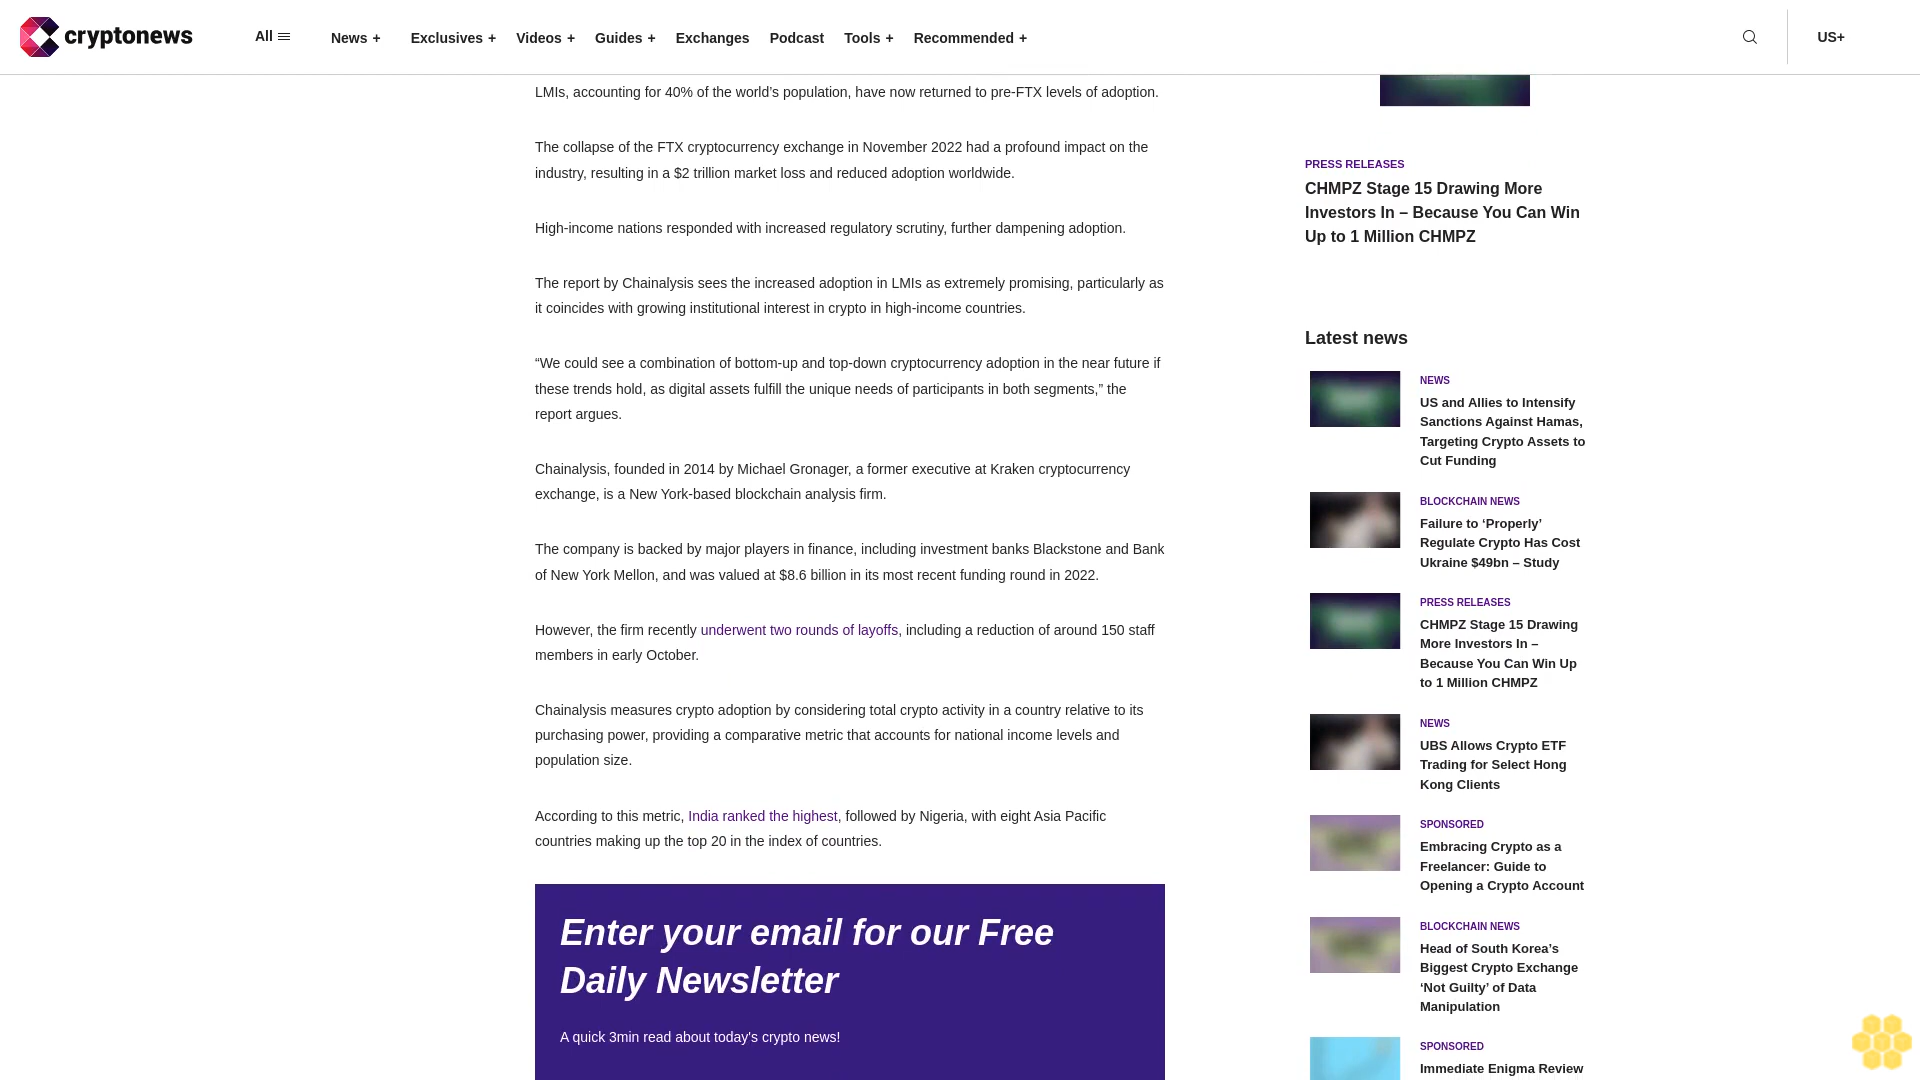 cryptonews
All
News +
Exclusives +
Videos +
Guides +
Exchanges
Podcast
Tools +
Recommended +
US+
LMIs, accounting for 40% of the world’s population, have now returned to pre-FTX levels of adoption.
The collapse of the FTX cryptocurrency exchange in November 2022 had a profound impact on the
industry, resulting in a $2 trillion market loss and reduced adoption worldwide.
High-income nations responded with increased regulatory scrutiny, further dampening adoption.
The report by Chainalysis sees the increased adoption in LMIs as extremely promising, particularly as
it coincides with growing institutional interest in crypto in high-income countries.
“We could see a combination of bottom-up and top-down cryptocurrency adoption in the near future if
these trends hold, as digital assets fulfill the unique needs of participants in both segments,” the
report argues.
Chainalysis, founded in 2014 by Michael Gronager, a former executive at Kraken cryptocurrency
exchange, is a New York-based blockchain analysis firm.
The company is backed by major players in finance, including investment banks Blackstone and Bank
of New York Mellon, and was valued at $8.6 billion in its most recent funding round in 2022.
However, the firm recently underwent two rounds of layoffs, including a reduction of around 150 staff
members in early October.
Chainalysis measures crypto adoption by considering total crypto activity in a country relative to its
purchasing power, providing a comparative metric that accounts for national income levels and
population size.
According to this metric, India ranked the highest, followed by Nigeria, with eight Asia Pacific
countries making up the top 20 in the index of countries.
Enter your email for our Free
Daily Newsletter
A quick 3min read about today's crypto news!
PRESS RELEASES
CHMPZ Stage 15 Drawing More
Investors In – Because You Can Win
Up to 1 Million CHMPZ
Latest news
NEWS
US and Allies to Intensify
Sanctions Against Hamas,
Targeting Crypto Assets to
Cut Funding
BLOCKCHAIN NEWS
Failure to ‘Properly’
Regulate Crypto Has Cost
Ukraine $49bn – Study
PRESS RELEASES
CHMPZ Stage 15 Drawing
More Investors In –
Because You Can Win Up
to 1 Million CHMPZ
NEWS
UBS Allows Crypto ETF
Trading for Select Hong
Kong Clients
SPONSORED
Embracing Crypto as a
Freelancer: Guide to
Opening a Crypto Account
BLOCKCHAIN NEWS
Head of South Korea’s
Biggest Crypto Exchange
‘Not Guilty’ of Data
Manipulation
SPONSORED
Immediate Enigma Review